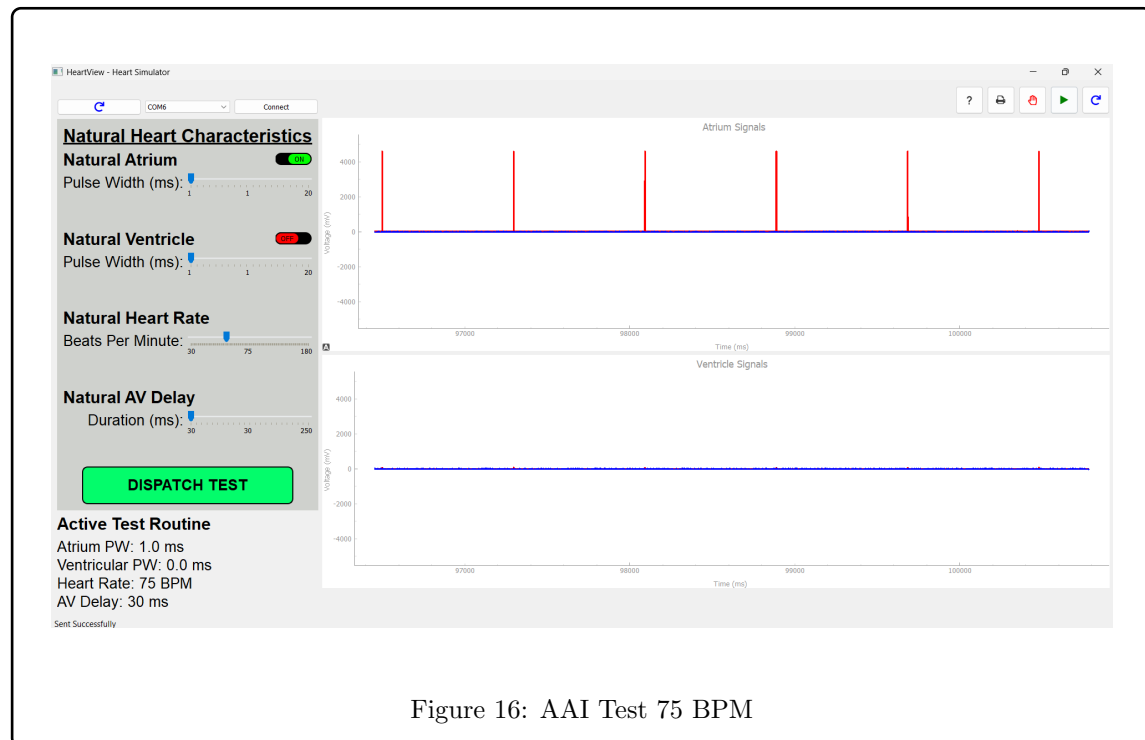 HeartView - Heart Simulator
COM6
Connect
?
Natural Heart Characteristics
Natural Atrium
ON
Pulse Width (ms):
1 1 20
Natural Ventricle
OFF
Pulse Width (ms):
1 1 20
Natural Heart Rate
Beats Per Minute:
30 75 180
Natural AV Delay
Duration (ms):
30 30 250
DISPATCH TEST
Active Test Routine
Atrium PW: 1.0 ms
Ventricular PW: 0.0 ms
Heart Rate: 75 BPM
AV Delay: 30 ms
Sent Successfully
Atrium Signals
Voltage (mV)
4000
2000
0
-2000
-4000
97000 98000 99000 100000
Time (ms)
A
Ventricle Signals
Voltage (mV)
4000
2000
0
-2000
-4000
97000 98000 99000 100000
Time (ms)
Figure 16: AAI Test 75 BPM